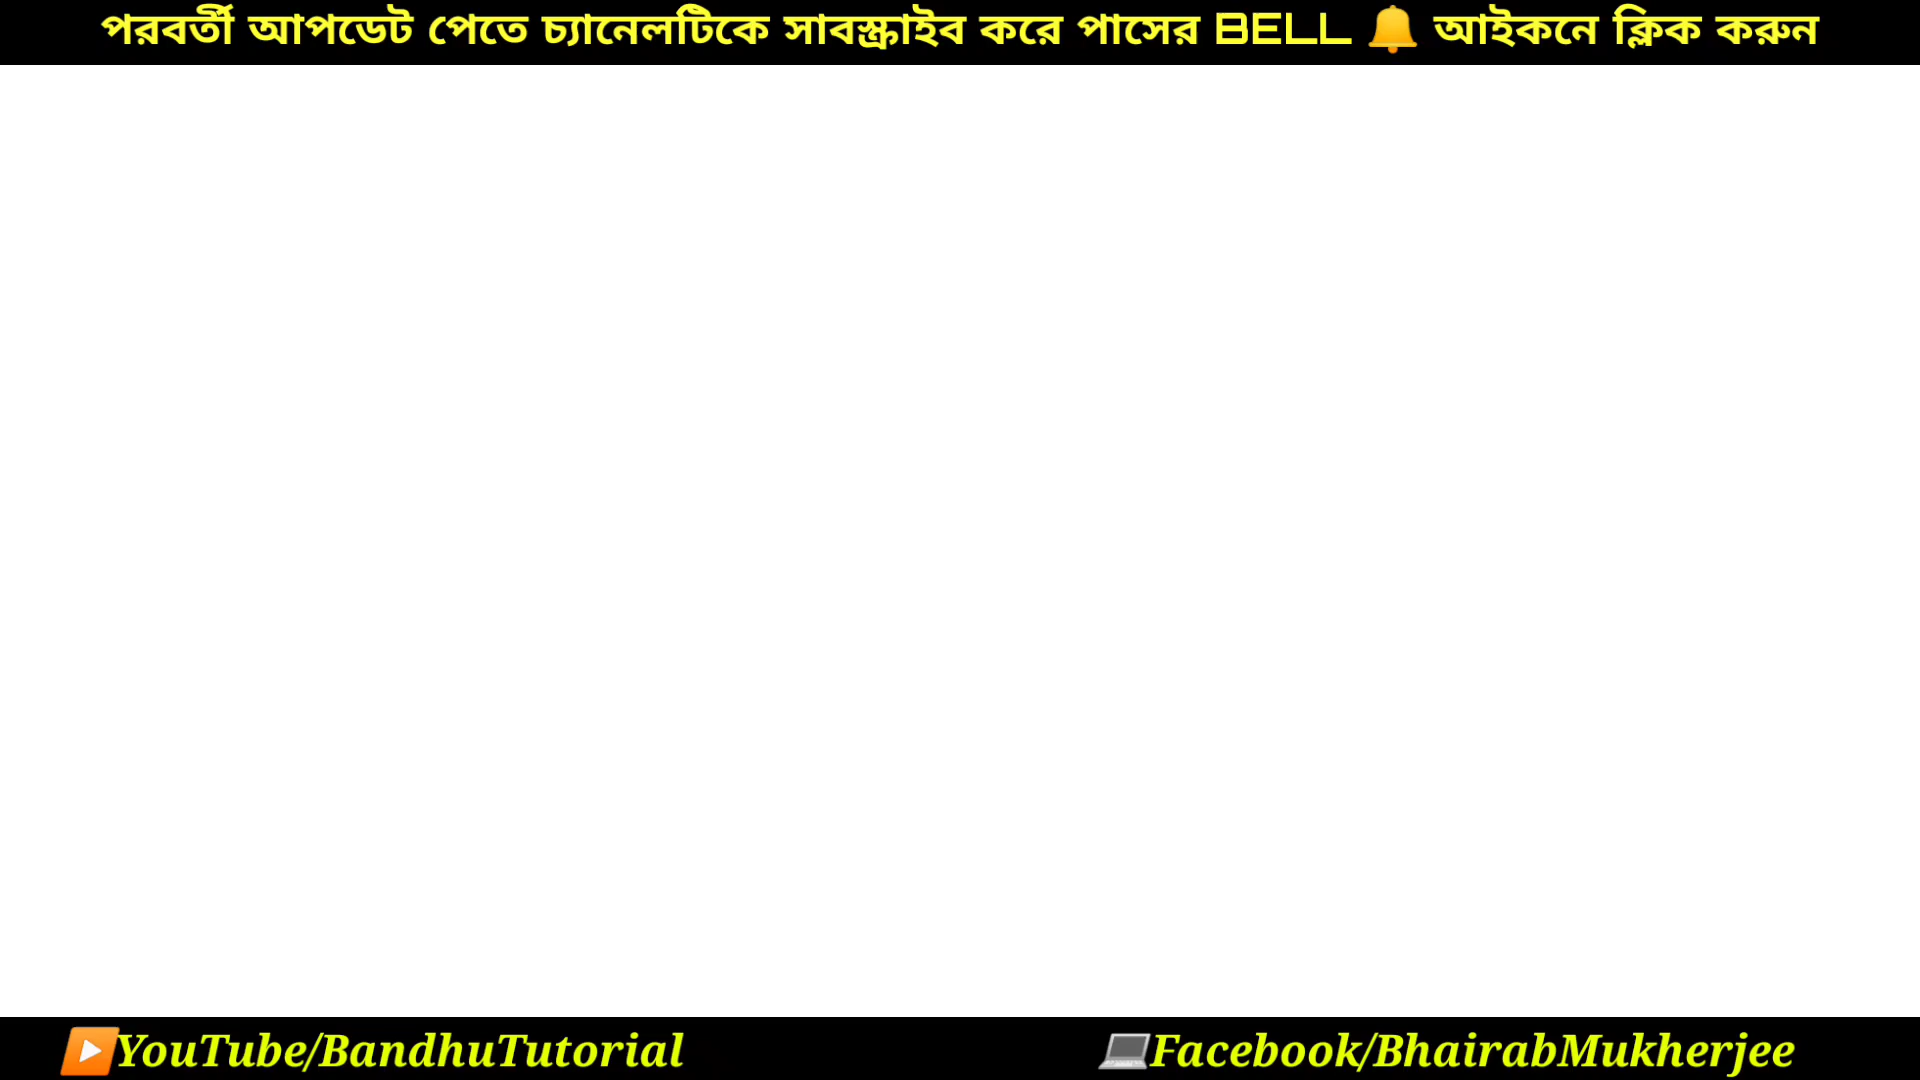 পরবর্তী আপডেট পেতে চ্যানেলটিকে সাবস্ক্রাইব করে পাসের BELL 🔔 আইকনে ক্লিক করুন
YouTube/BandhuTutorial
Facebook/BhairabMukherjee